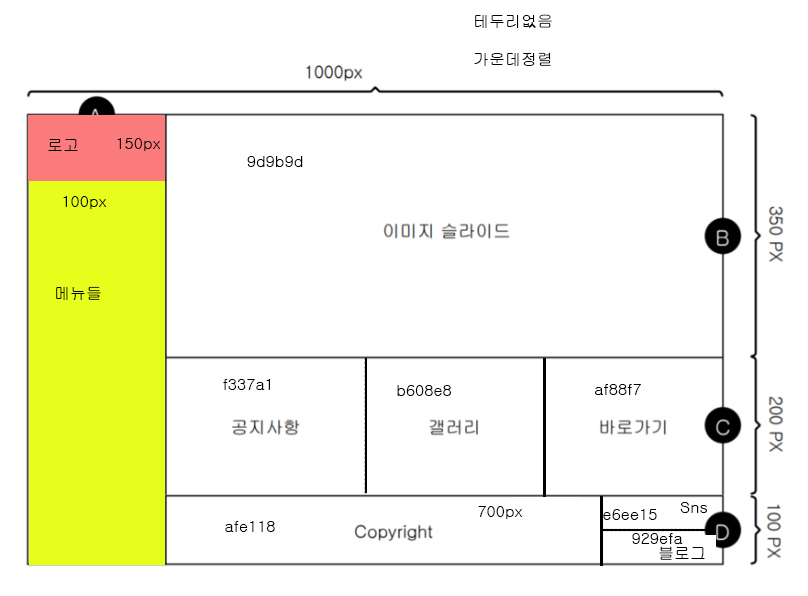 테두리없음
가운데정렬
1000px
A
로고 150px
100px
메뉴들
9d9b9d
이미지 슬라이드
B
350 PX
f337a1
공지사항
b608e8
갤러리
af88f7
바로가기
C
200 PX
afe118
Copyright
700px
e6ee15
Sns
929efa
블로그
D
100 PX